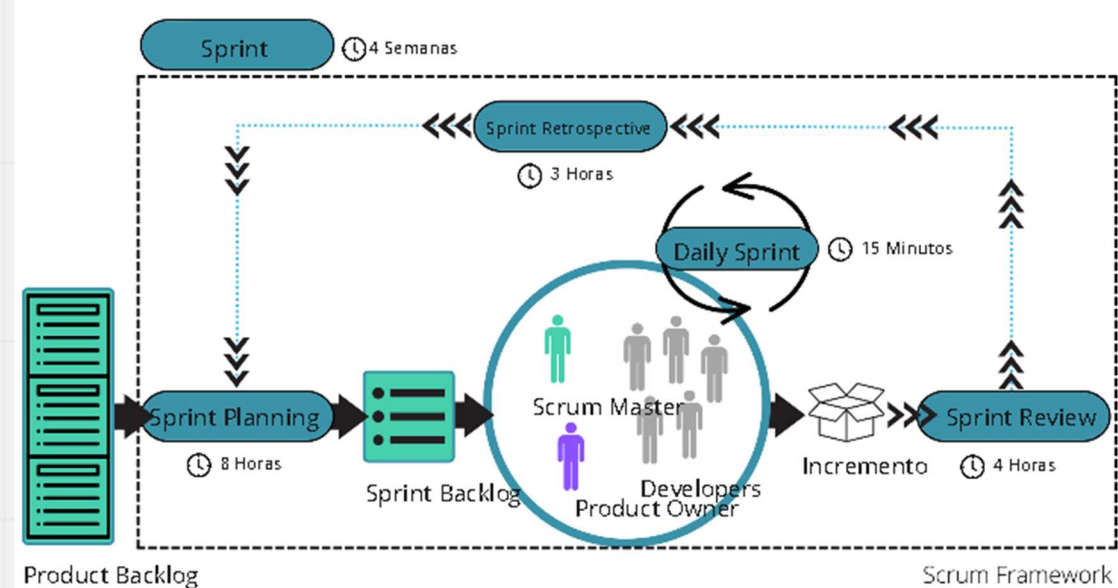 Sprint
4 Semanas
Sprint Retrospective
3 Horas
Daily Sprint
15 Minutos
Scrum Master
Sprint Planning
Sprint Review
8 Horas
Incremento
4 Horas
Sprint Backlog
Developers
Product Owner
Product Backlog
Scrum Framework